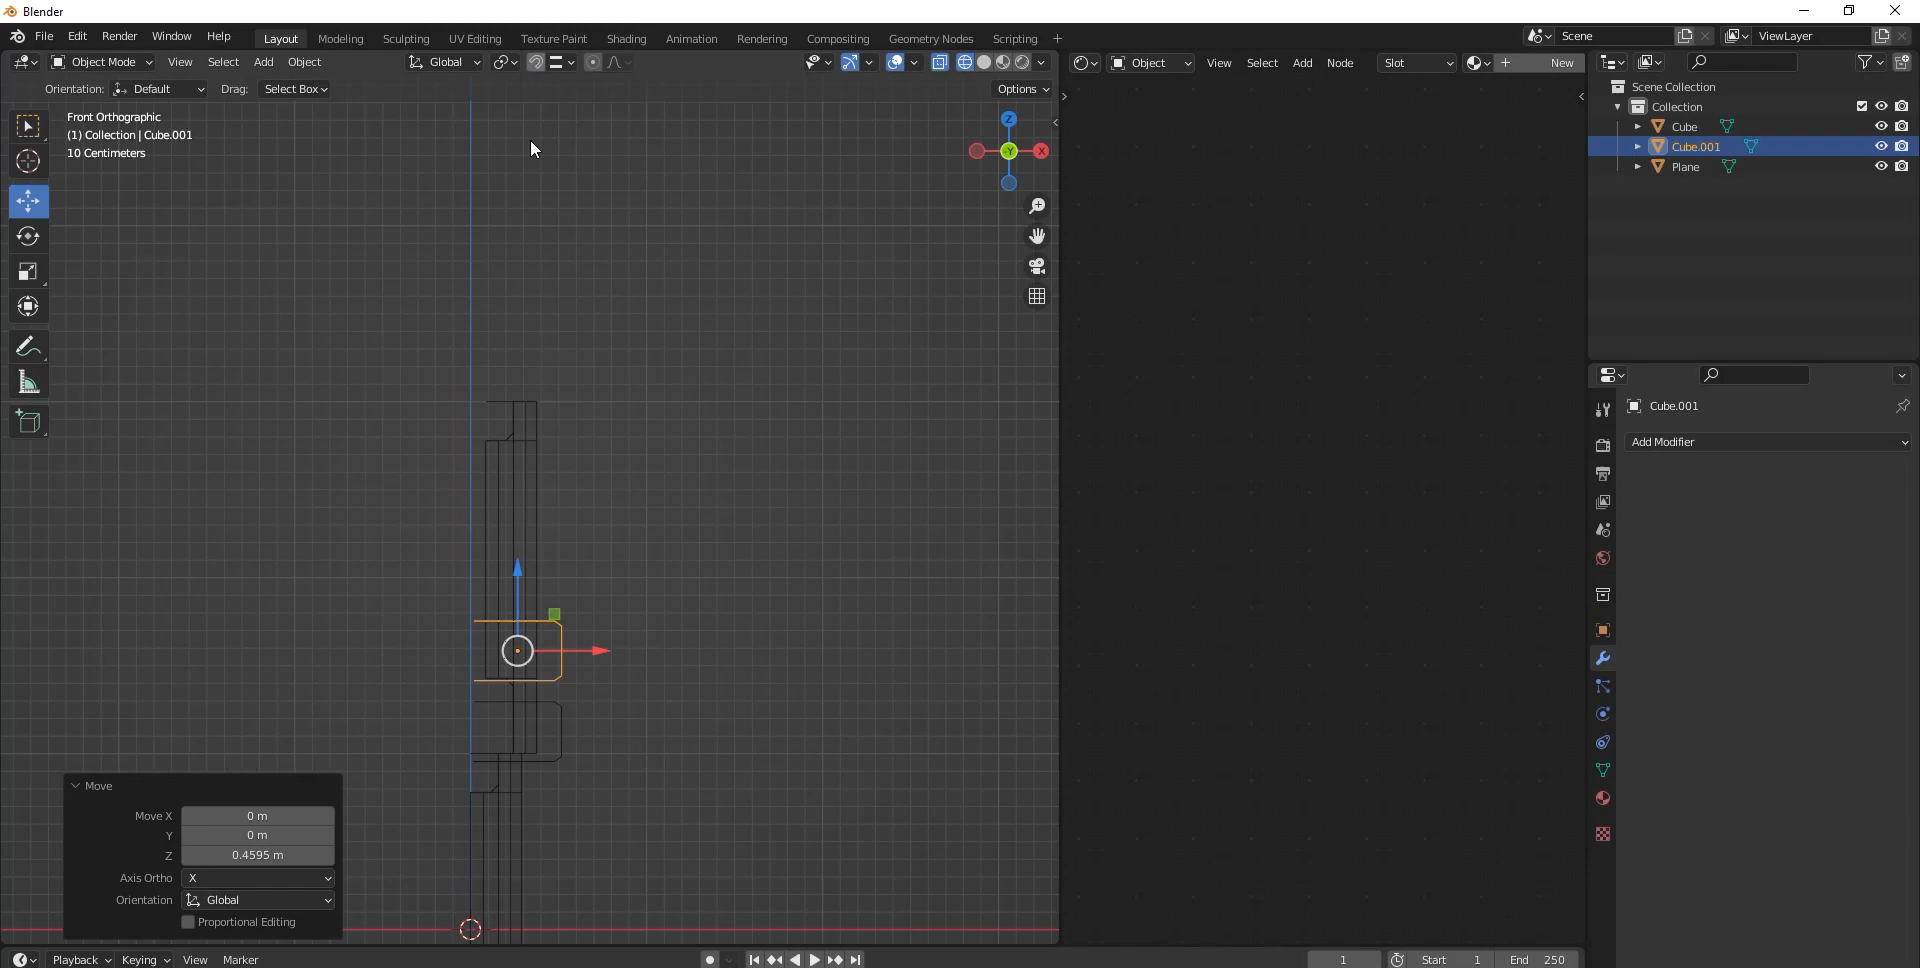 Blender
File Edit Render Window Help Layout Modeling Sculpting UV Editing Texture Paint Shading Animation Rendering Compositing Geometry Nodes Scripting + Scene ViewLayer
Object Mode View Select Add Object Global Object View Select Add Node Slot + New
Orientation: Default Drag: Select Box Options
Front Orthographic
(1) Collection | Cube.001
10 Centimeters
Z
-Y
X
Scene Collection
Collection
Cube
Cube.001
Plane
Cube.001
Add Modifier
Move
Move X 0 m
Y 0 m
Z 0.4595 m
Axis Ortho X
Orientation Global
Proportional Editing
Playback Keying View Marker 1 Start 1 End 250